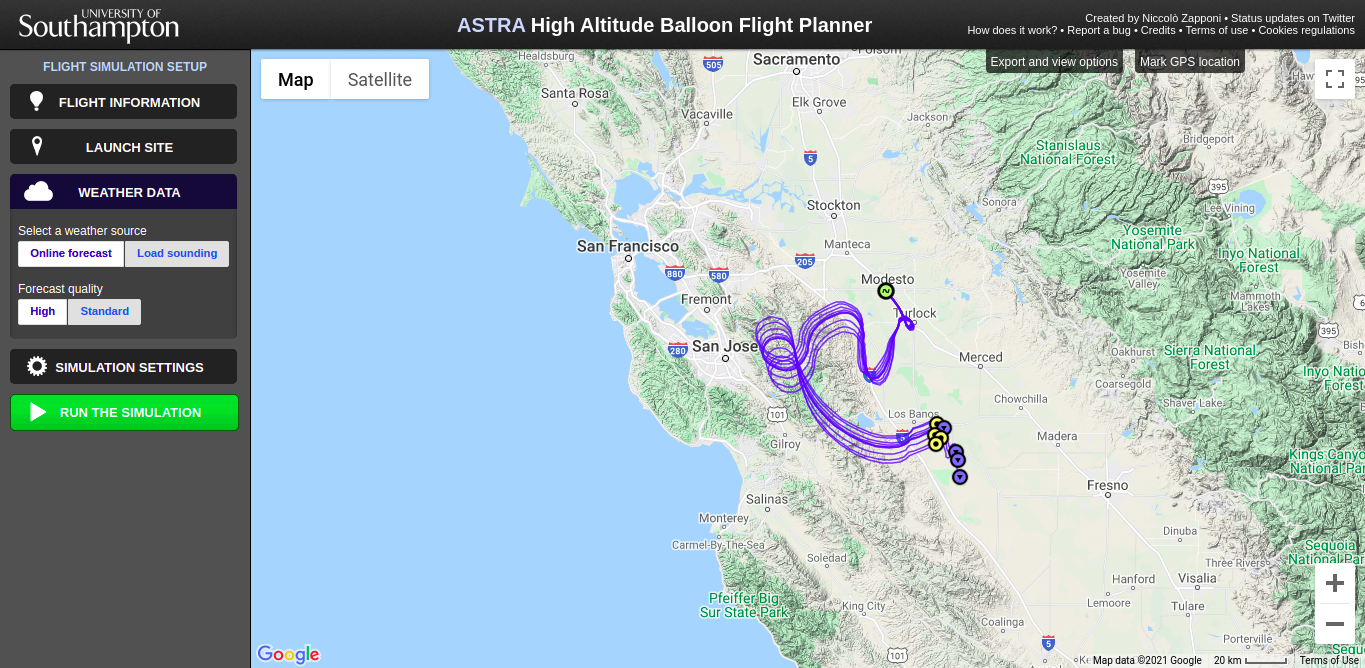 UNIVERSITY OF
Southampton
ASTRA High Altitude Balloon Flight Planner
Created by Niccolò Zapponi • Status updates on Twitter
How does it work? • Report a bug • Credits • Terms of use • Cookies regulations
FLIGHT SIMULATION SETUP
FLIGHT INFORMATION
LAUNCH SITE
WEATHER DATA
Select a weather source
Online forecast
Load sounding
Forecast quality
High
Standard
SIMULATION SETTINGS
RUN THE SIMULATION
Map
Satellite
Export and view options
Mark GPS location
Healdsburg
505
Sacramento
Folsom
Santa Rosa
Elk Grove
Vacaville
Jackson
Bridgeport
5
Stanislaus
National Forest
395
Sonora
Lee Vining
Stockton
Yosemite
National Park
Manteca
San Francisco
205
Inyo National
Forest
880
580
Yosemite
Valley
Modesto
Mammoth
Lakes
Fremont
Turlock
395
280
San Jose
Merced
Oakhurst
Sierra National
Forest
Coarsegold
Chowchilla
Shaver Lake
101
Los Banos
5
Gilroy
Madera
Kings Canyon
National Park
Fresno
Salinas
Monterey
Carmel-By-The-Sea
Dinuba
Soledad
Sequoia
National Park
Three Rivers
Hanford
Visalia
Lemoore
Tulare
Pfeiffer Big
Sur State Park
King City
Coalinga
Porterville
5
101
Google
Map data ©2021 Google
20 km
Terms of Use